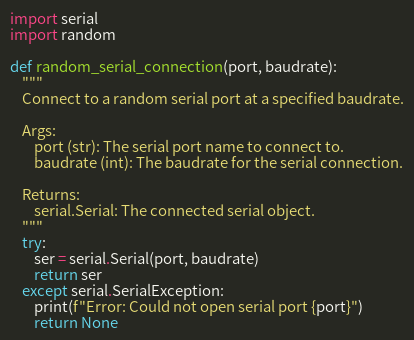 import serial
import random

def random_serial_connection(port, baudrate):
    """
    Connect to a random serial port at a specified baudrate.

    Args:
        port (str): The serial port name to connect to.
        baudrate (int): The baudrate for the serial connection.

    Returns:
        serial.Serial: The connected serial object.
    """
    try:
        ser = serial.Serial(port, baudrate)
        return ser
    except serial.SerialException:
        print(f"Error: Could not open serial port {port}")
        return None